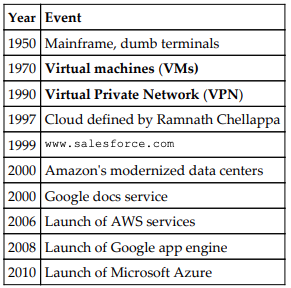 Year Event
1950 Mainframe, dumb terminals
1970 Virtual machines (VMs)
1990 Virtual Private Network (VPN)
1997 Cloud defined by Ramnath Chellappa
1999 www.salesforce.com
2000 Amazon's modernized data centers
2000 Google docs service
2006 Launch of AWS services
2008 Launch of Google app engine
2010 Launch of Microsoft Azure